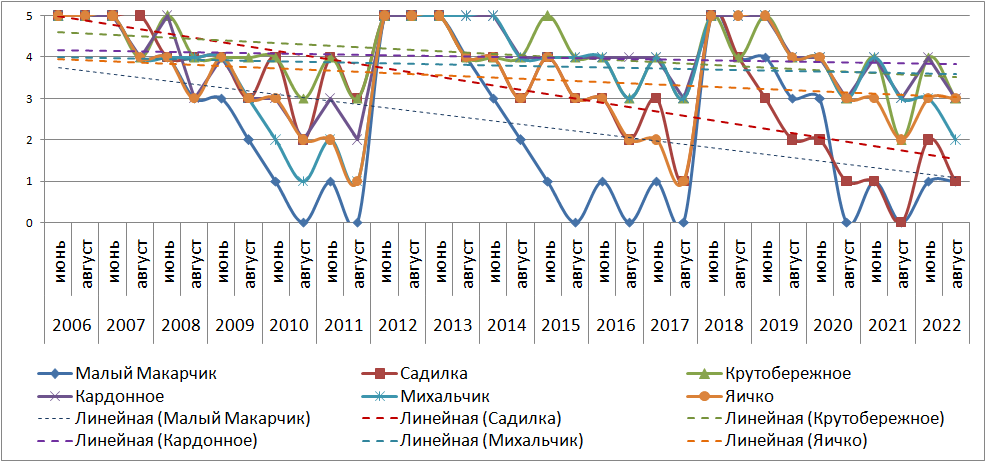 5
4
3
2
1
0
июнь август июнь август июнь август июнь август июнь август июнь август июнь август июнь август июнь август июнь август июнь август июнь август июнь август июнь август июнь август июнь август июнь август
2006 2007 2008 2009 2010 2011 2012 2013 2014 2015 2016 2017 2018 2019 2020 2021 2022
Малый Макарчик Садилка Крутобережное
Кардонное Михальчик Яичко
Линейная (Малый Макарчик) Линейная (Садилка) Линейная (Крутобережное)
Линейная (Кардонное) Линейная (Михальчик) Линейная (Яичко)